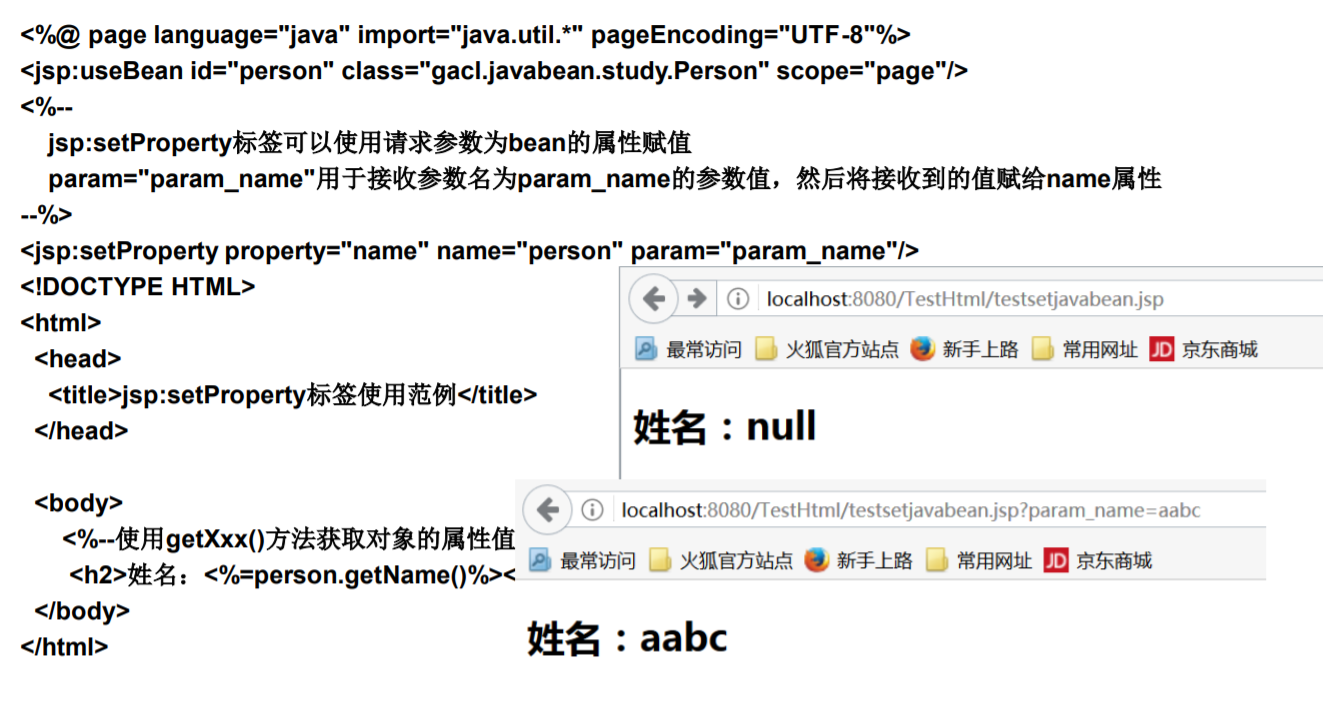 <%@ page language="java" import="java.util.*" pageEncoding="UTF-8"%>
<jsp:useBean id="person" class="gacl.javabean.study.Person" scope="page"/>
<%--
jsp:setProperty标签可以使用请求参数为bean的属性赋值
param="param_name"用于接收参数名为param_name的参数值，然后将接收到的值赋给name属性
--%>
<jsp:setProperty property="name" name="person" param="param_name"/>
<!DOCTYPE HTML>
<html>
<head>
<title>jsp:setProperty标签使用范例</title>
</head>
<body>
<%--使用getXxx()方法获取对象的属性值
<h2>姓名：<%=person.getName()%><
</body>
</html>
localhost:8080/TestHtml/testsetjavabean.jsp
最常访问 火狐官方站点 新手上路 常用网址 JD 京东商城
姓名：null
localhost:8080/TestHtml/testsetjavabean.jsp?param_name=aabc
最常访问 火狐官方站点 新手上路 常用网址 JD 京东商城
姓名：aabc